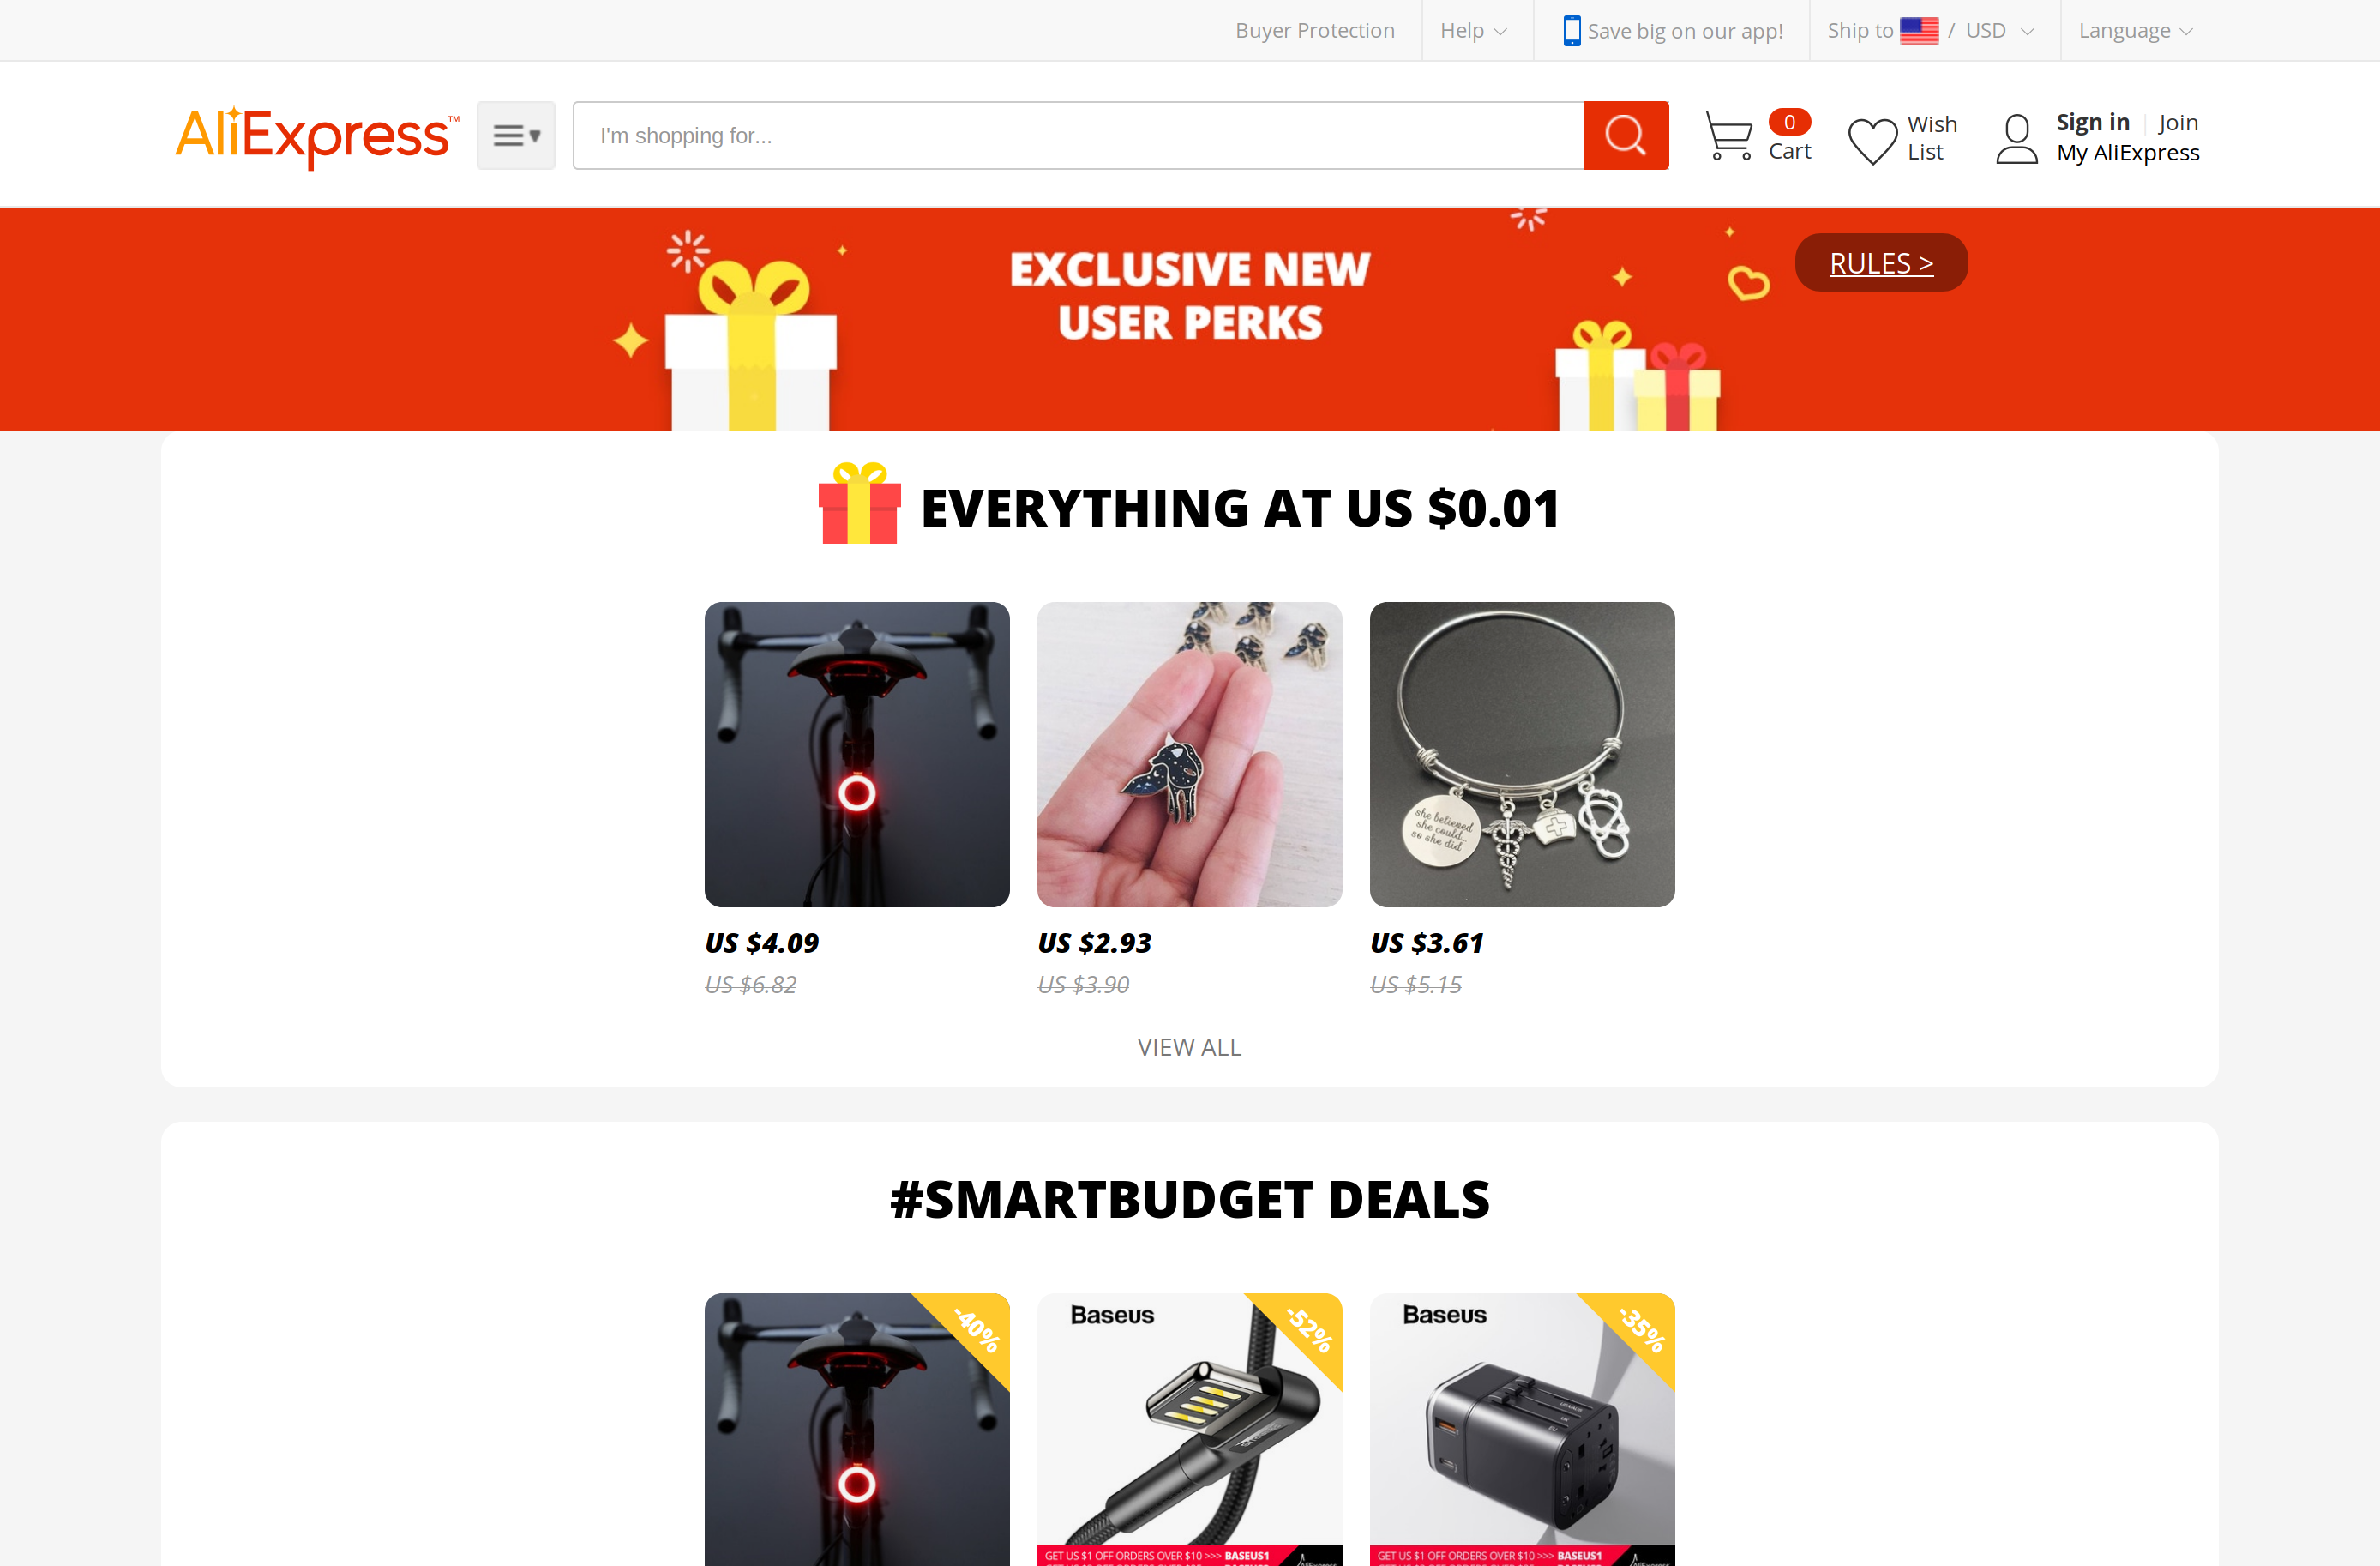 Buyer Protection
Help
Save big on our app!
Ship to / USD
Language
AliExpress™
I'm shopping for...
0
Cart
Wish
List
Sign in
Join
My AliExpress
EXCLUSIVE NEW
USER PERKS
RULES >
EVERYTHING AT US $0.01
she believed
she could...
so she did
US $4.09
US $2.93
US $3.61
US $6.82
US $3.90
US $5.15
VIEW ALL
#SMARTBUDGET DEALS
-40%
Baseus
-52%
Baseus
-35%
GET US $1 OFF ORDERS OVER $10 >>> BASEUS1
GET US $1 OFF ORDERS OVER $10 >>> BASEUS1